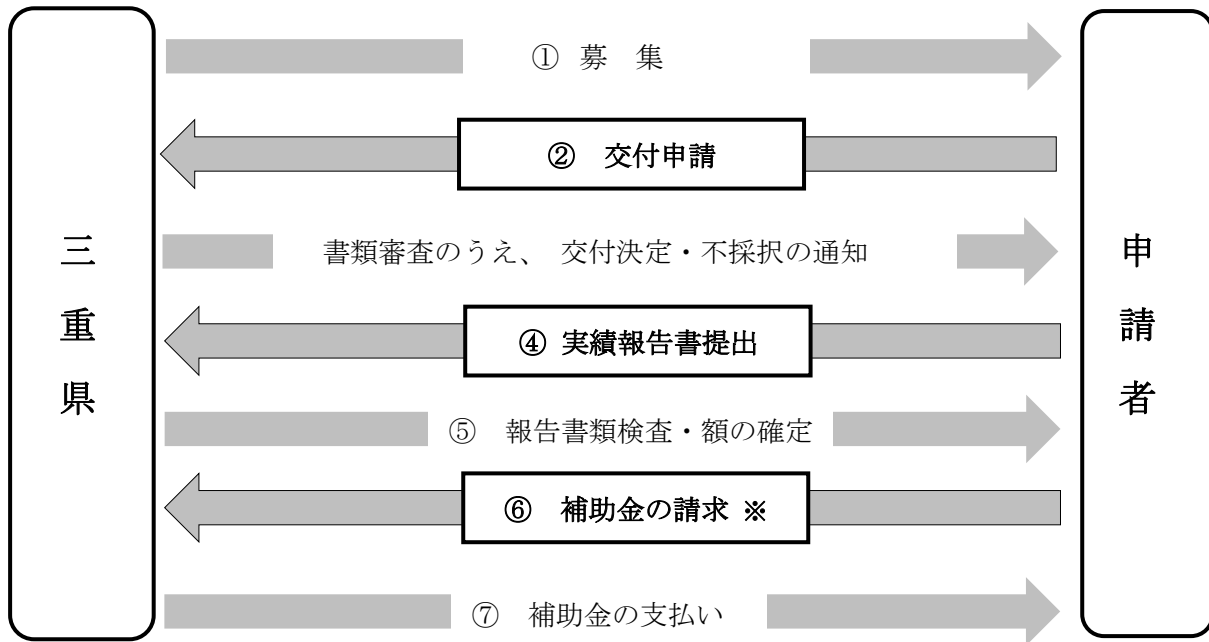 ① 募　集
② 交付申請
書類審査のうえ、 交付決定・不採択の通知
④ 実績報告書提出
⑤ 報告書類検査・額の確定
⑥ 補助金の請求 ※
⑦ 補助金の支払い
三重県
申請者